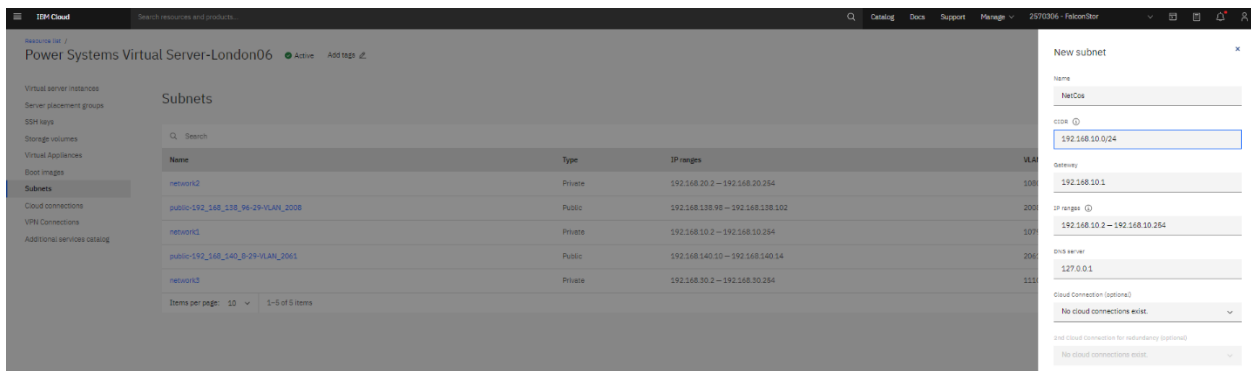 IBM Cloud Search resources and products... Catalog Docs Support Manage 2570306 - FalconStor
Resource list /
Power Systems Virtual Server-London06 Active Add tags
Virtual server instances
Server placement groups
SSH keys
Storage volumes
Virtual Appliances
Boot images
Subnets
Cloud connections
VPN Connections
Additional services catalog
Subnets
Search
Name Type IP ranges VLA
network2 Private 192.168.20.2 — 192.168.20.254 108
public-192_168_138_96-29-VLAN_2008 Public 192.168.138.98 — 192.168.138.102 200
network1 Private 192.168.10.2 — 192.168.10.254 107
public-192_168_140_8-29-VLAN_2061 Public 192.168.140.10 — 192.168.140.14 206
network3 Private 192.168.30.2 — 192.168.30.254 111
Items per page: 10 1–5 of 5 items
New subnet
Name
NetCos
CIDR
192.168.10.0/24
Gateway
192.168.10.1
IP ranges
192.168.10.2 — 192.168.10.254
DNS server
127.0.0.1
Cloud Connection (optional)
No cloud connections exist.
2nd Cloud Connection for redundancy (optional)
No cloud connections exist.